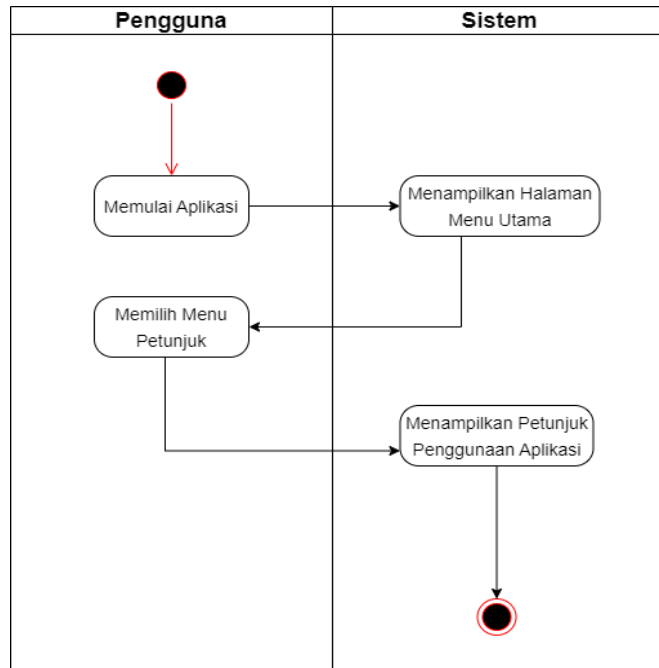 Pengguna
Sistem
Memulai Aplikasi
Menampilkan Halaman
Menu Utama
Memilih Menu
Petunjuk
Menampilkan Petunjuk
Penggunaan Aplikasi